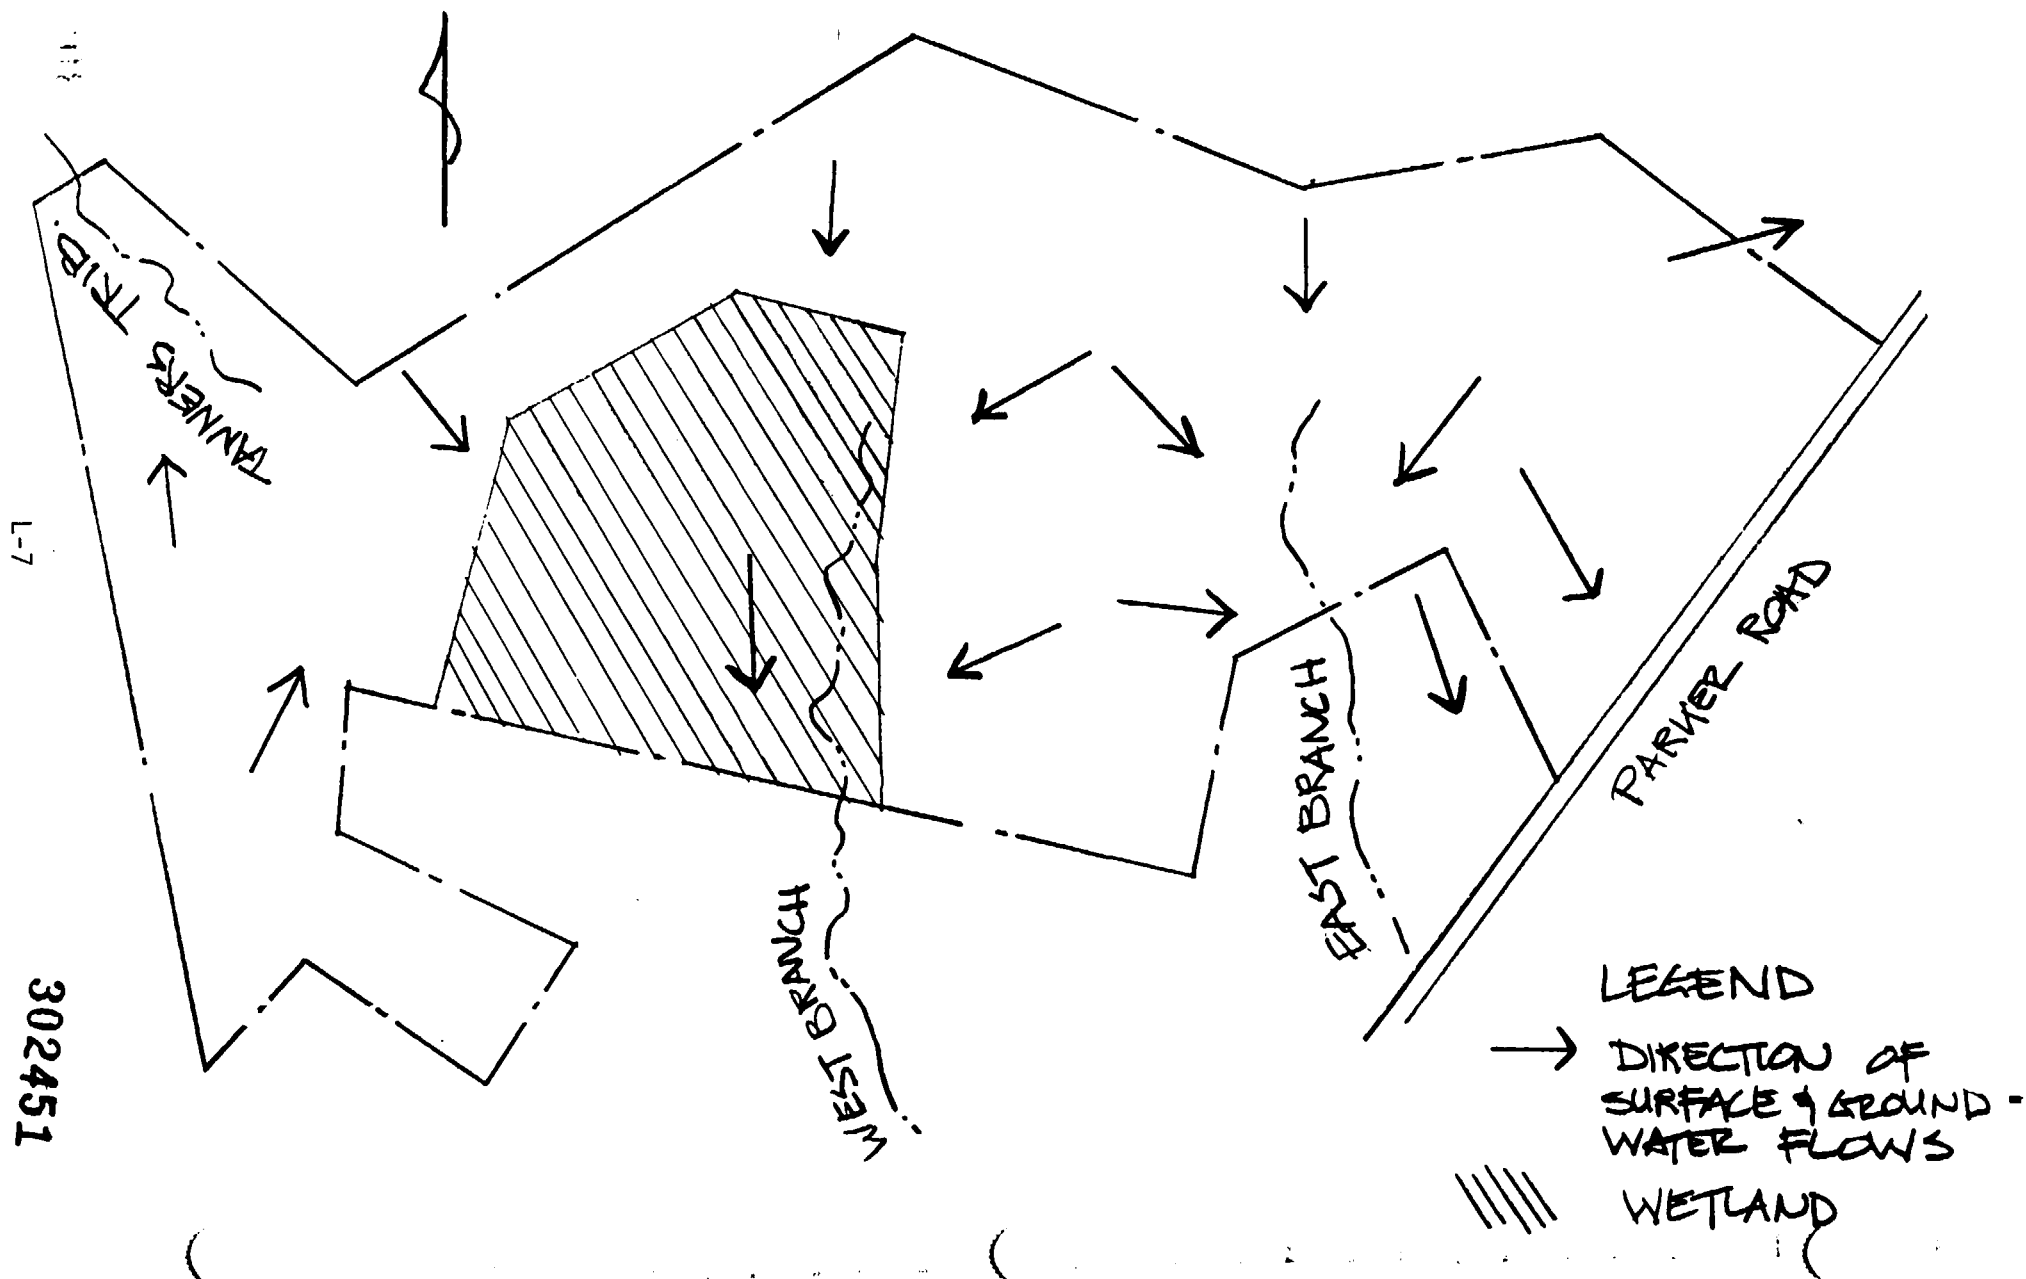 TANNERS TRIB.
L-7
302451
WEST BRANCH
EAST BRANCH
PARKER ROAD
LEGEND
DIRECTION OF
SURFACE & GROUND-
WATER FLOWS
WETLAND